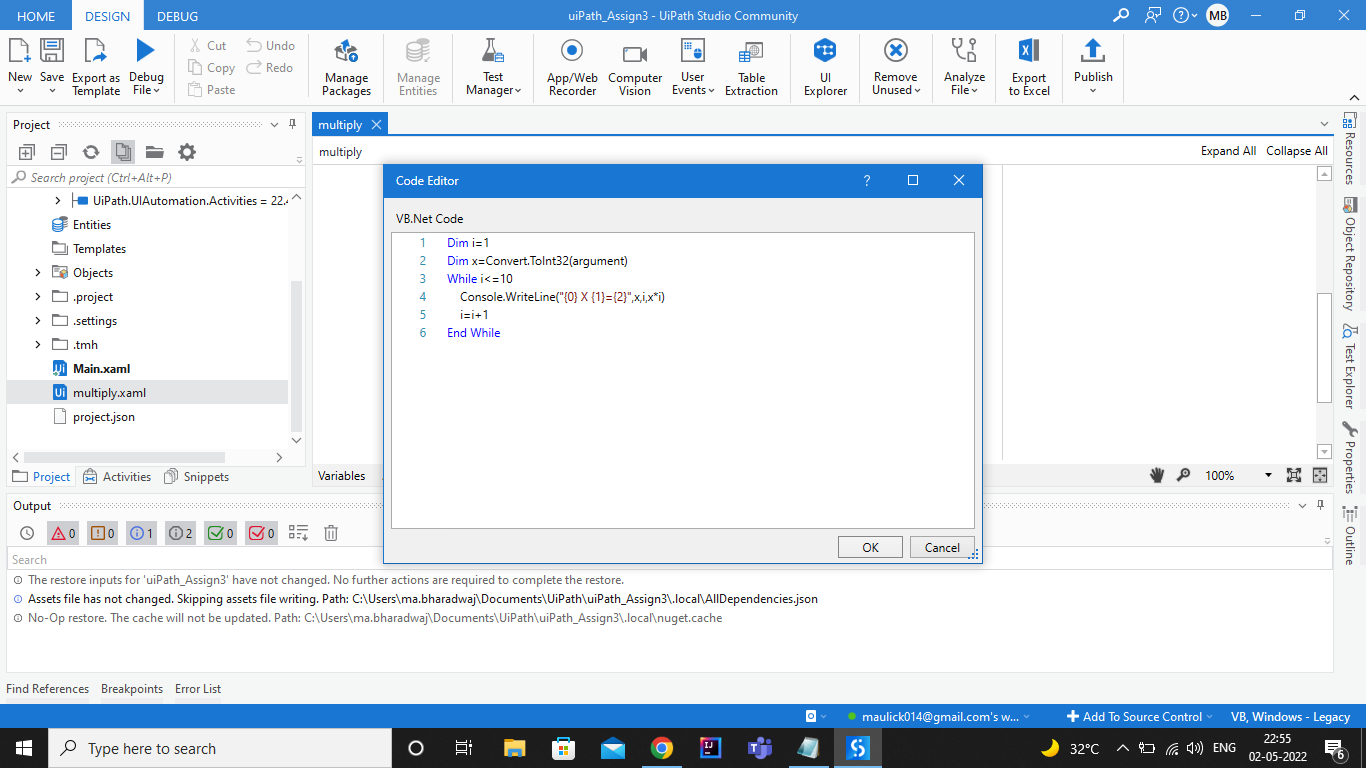 HOME DESIGN DEBUG uiPath_Assign3 - UiPath Studio Community MB
New Save Export as Template Debug File Cut Copy Paste Undo Redo Manage Packages Manage Entities Test Manager App/Web Recorder Computer Vision User Events Table Extraction UI Explorer Remove Unused Analyze File Export to Excel Publish
Project
Search project (Ctrl+Alt+P)
UiPath.UIAutomation.Activities = 22.4
Entities
Templates
Objects
.project
.settings
.tmh
Main.xaml
multiply.xaml
project.json
Project Activities Snippets
multiply
multiply Expand All Collapse All
Code Editor
VB.Net Code
1 Dim i=1
2 Dim x=Convert.ToInt32(argument)
3 While i<=10
4 Console.WriteLine("{0} X {1}={2}",x,i,x*i)
5 i=i+1
6 End While
OK Cancel
Variables 100%
Resources
Object Repository
Test Explorer
Properties
Outline
Output
0 0 1 2 0 0
Search
The restore inputs for 'uiPath_Assign3' have not changed. No further actions are required to complete the restore.
Assets file has not changed. Skipping assets file writing. Path: C:\Users\ma.bharadwaj\Documents\UiPath\uiPath_Assign3\.local\AllDependencies.json
No-Op restore. The cache will not be updated. Path: C:\Users\ma.bharadwaj\Documents\UiPath\uiPath_Assign3\.local\nuget.cache
Find References Breakpoints Error List
maulick014@gmail.com's w... Add To Source Control VB, Windows - Legacy
Type here to search 32°C ENG 22:55
02-05-2022 6